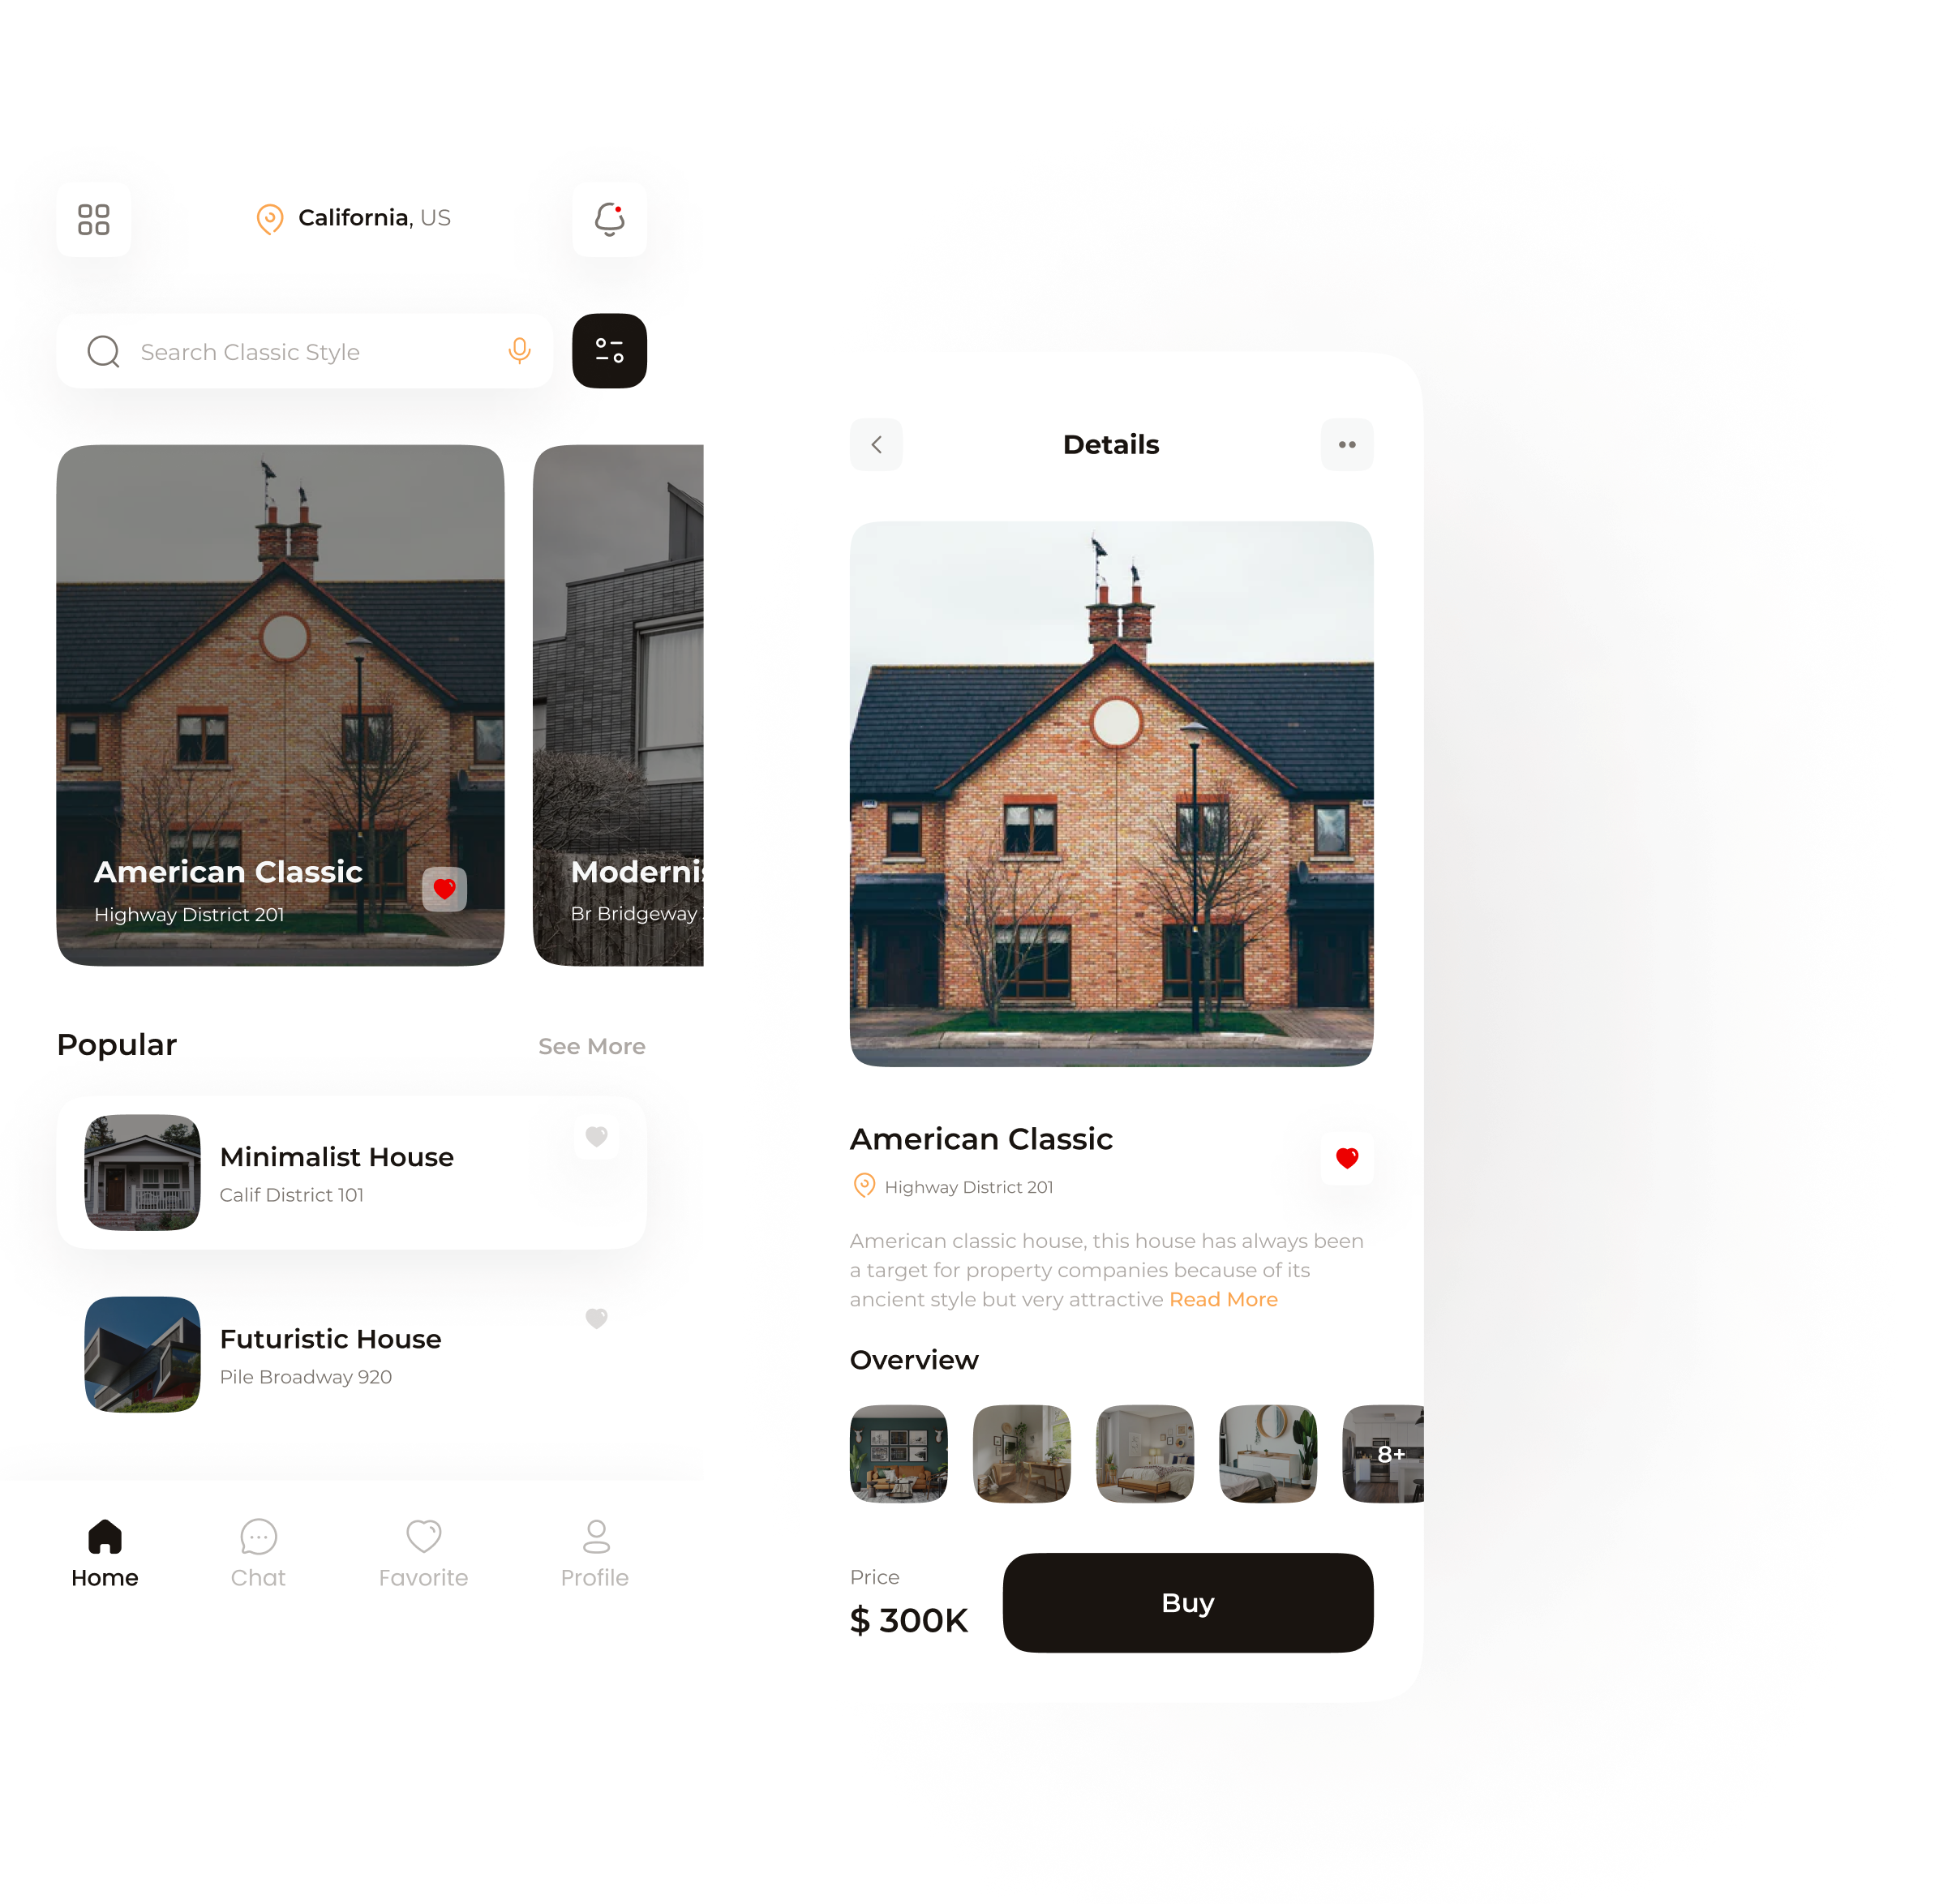 California, US
Search Classic Style
American Classic
Highway District 201
Br Bridgeway
Popular
See More
Minimalist House
Calif District 101
Futuristic House
Pile Broadway 920
Home
Chat
Favorite
Profile
Details
American Classic
Highway District 201
American classic house, this house has always been
a target for property companies because of its
ancient style but very attractive Read More
Overview
8+
Price
$ 300K
Buy